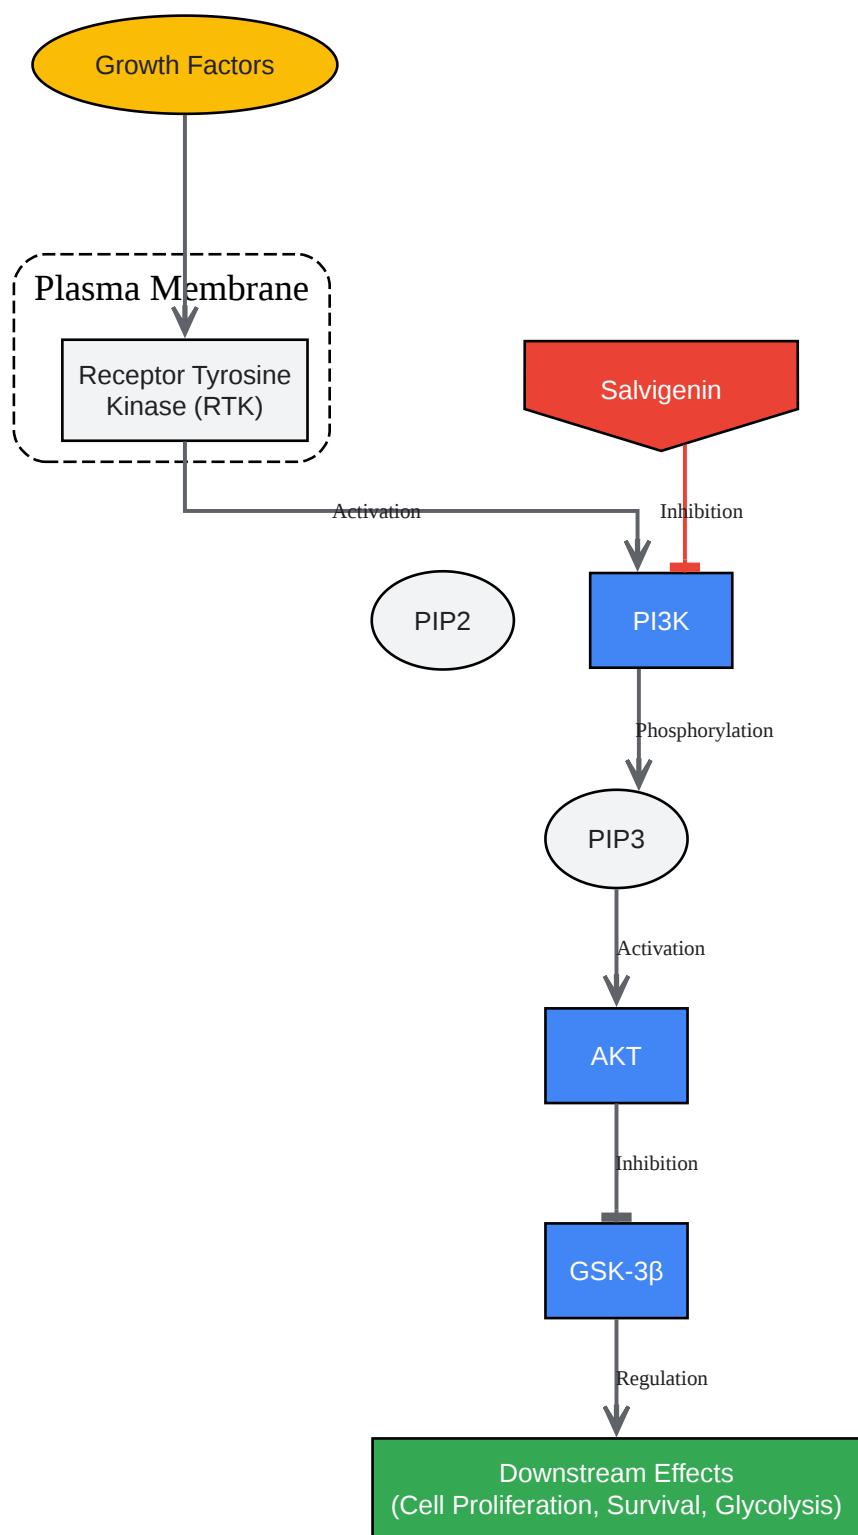 Growth Factors
Plasma Membrane
Receptor Tyrosine
Kinase (RTK)
Salvigenin
Activation
Inhibition
PIP2
PI3K
Phosphorylation
PIP3
Activation
AKT
Inhibition
GSK-3β
Regulation
Downstream Effects
(Cell Proliferation, Survival, Glycolysis)